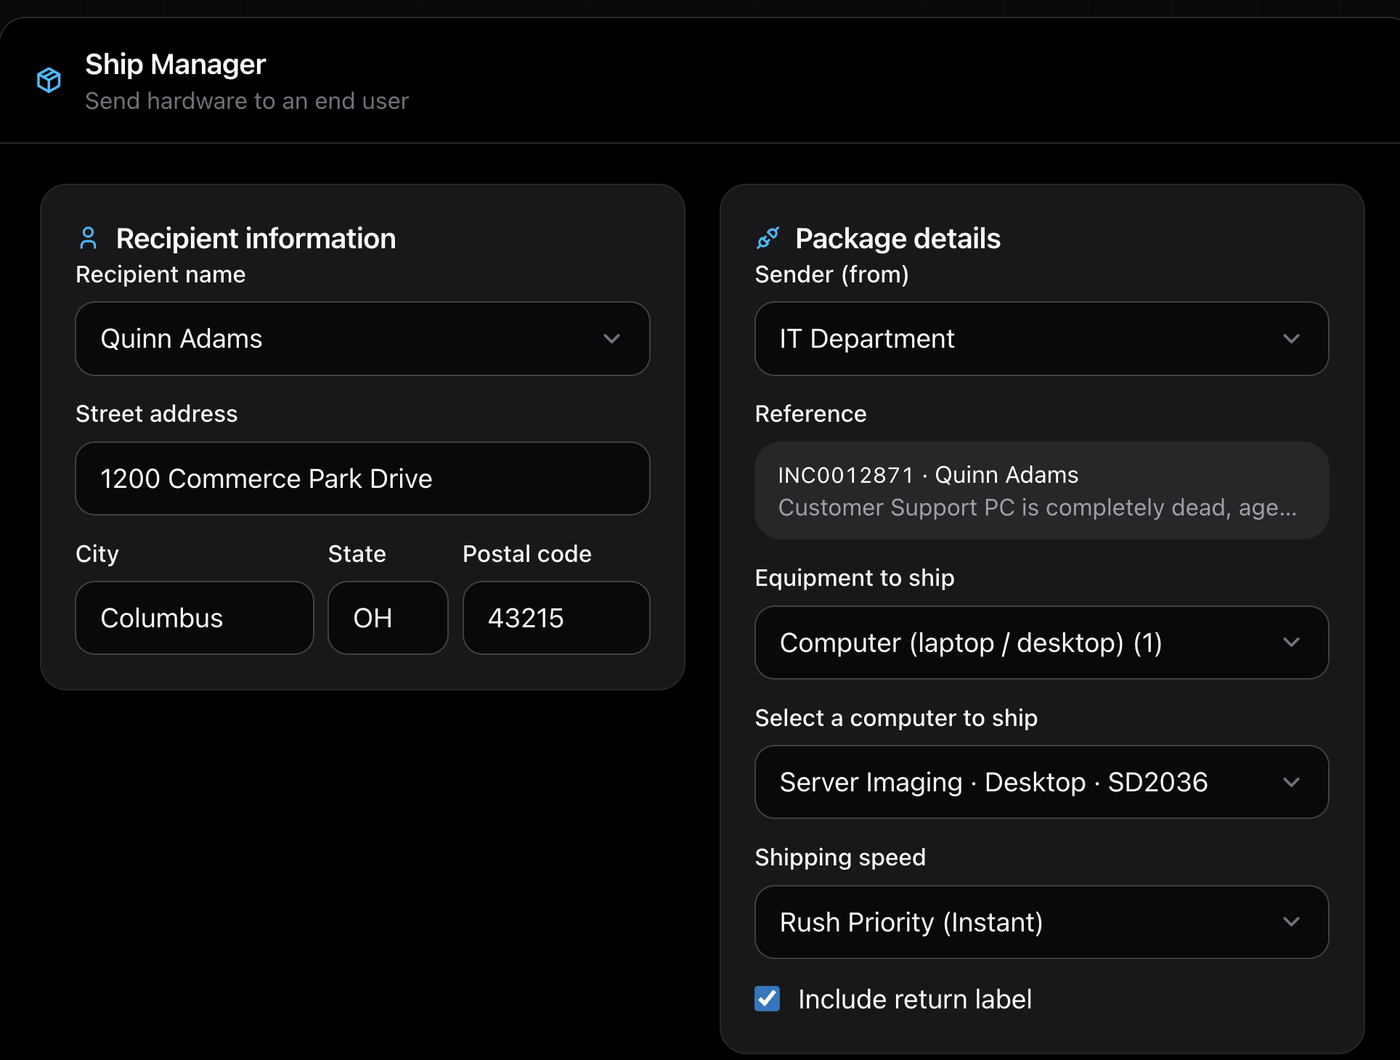 Ship Manager
Send hardware to an end user
Recipient information
Recipient name
Quinn Adams
Street address
1200 Commerce Park Drive
City
State
Postal code
Columbus
OH
43215
Package details
Sender (from)
IT Department
Reference
INC0012871 · Quinn Adams
Customer Support PC is completely dead, age...
Equipment to ship
Computer (laptop / desktop) (1)
Select a computer to ship
Server Imaging · Desktop · SD2036
Shipping speed
Rush Priority (Instant)
Include return label